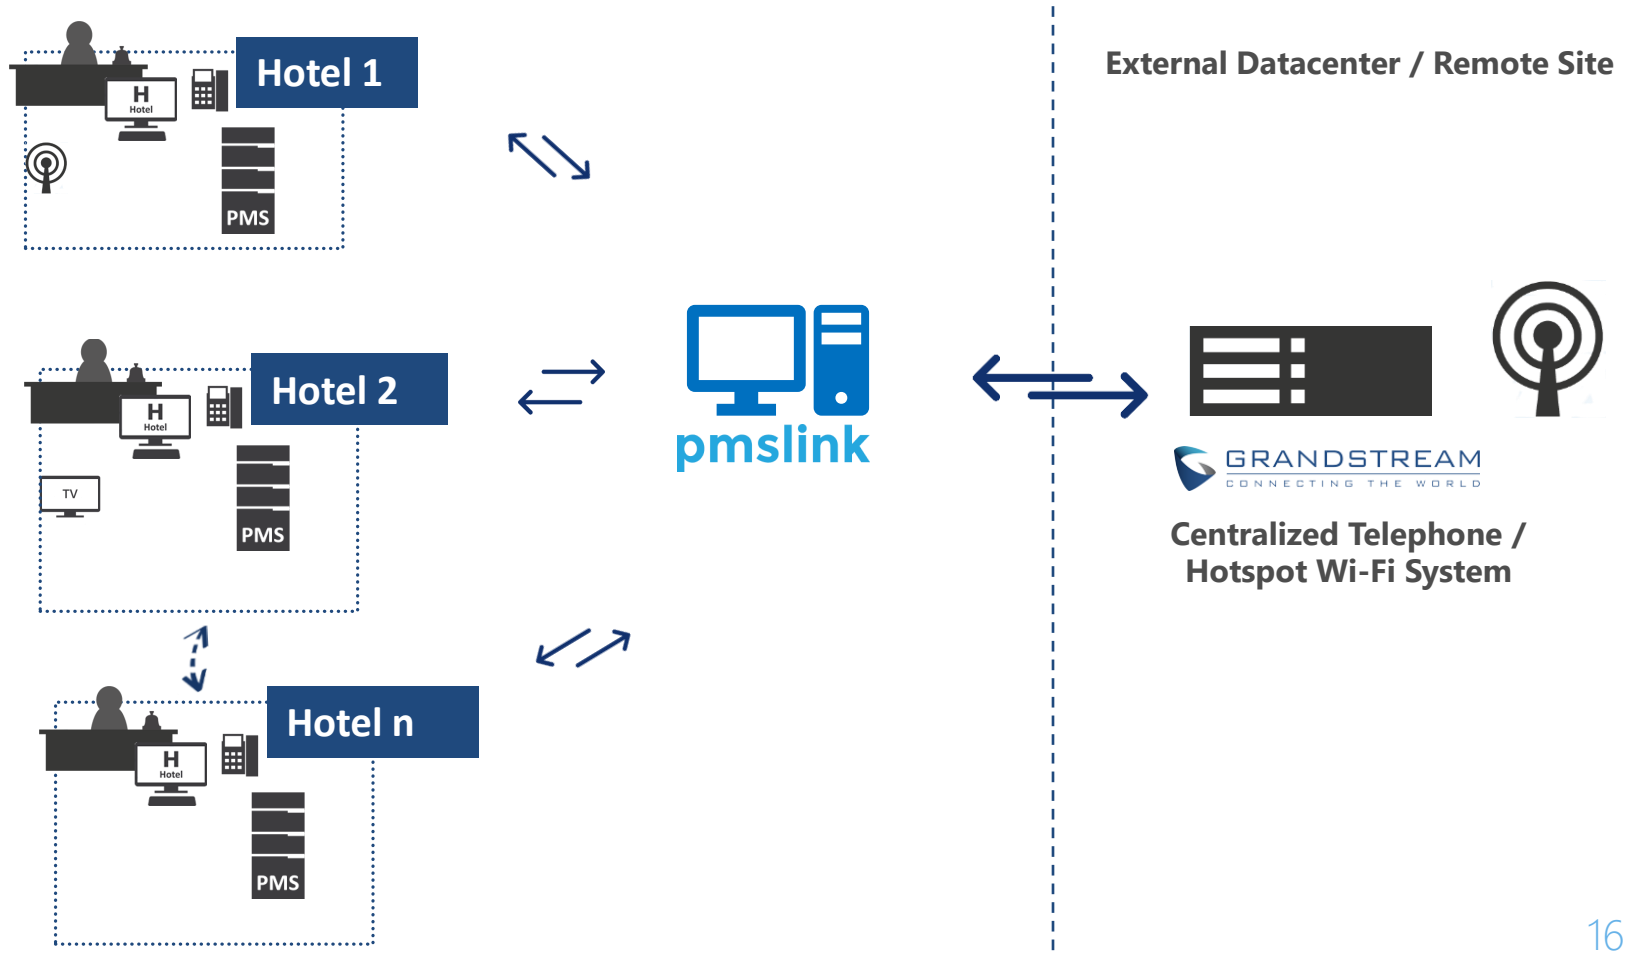 Hotel 1
H
Hotel
PMS
External Datacenter / Remote Site
Hotel 2
H
Hotel
TV
PMS
pmslink
GRANDSTREAM
CONNECTING THE WORLD
Centralized Telephone /
Hotspot Wi-Fi System
Hotel n
H
Hotel
PMS
16